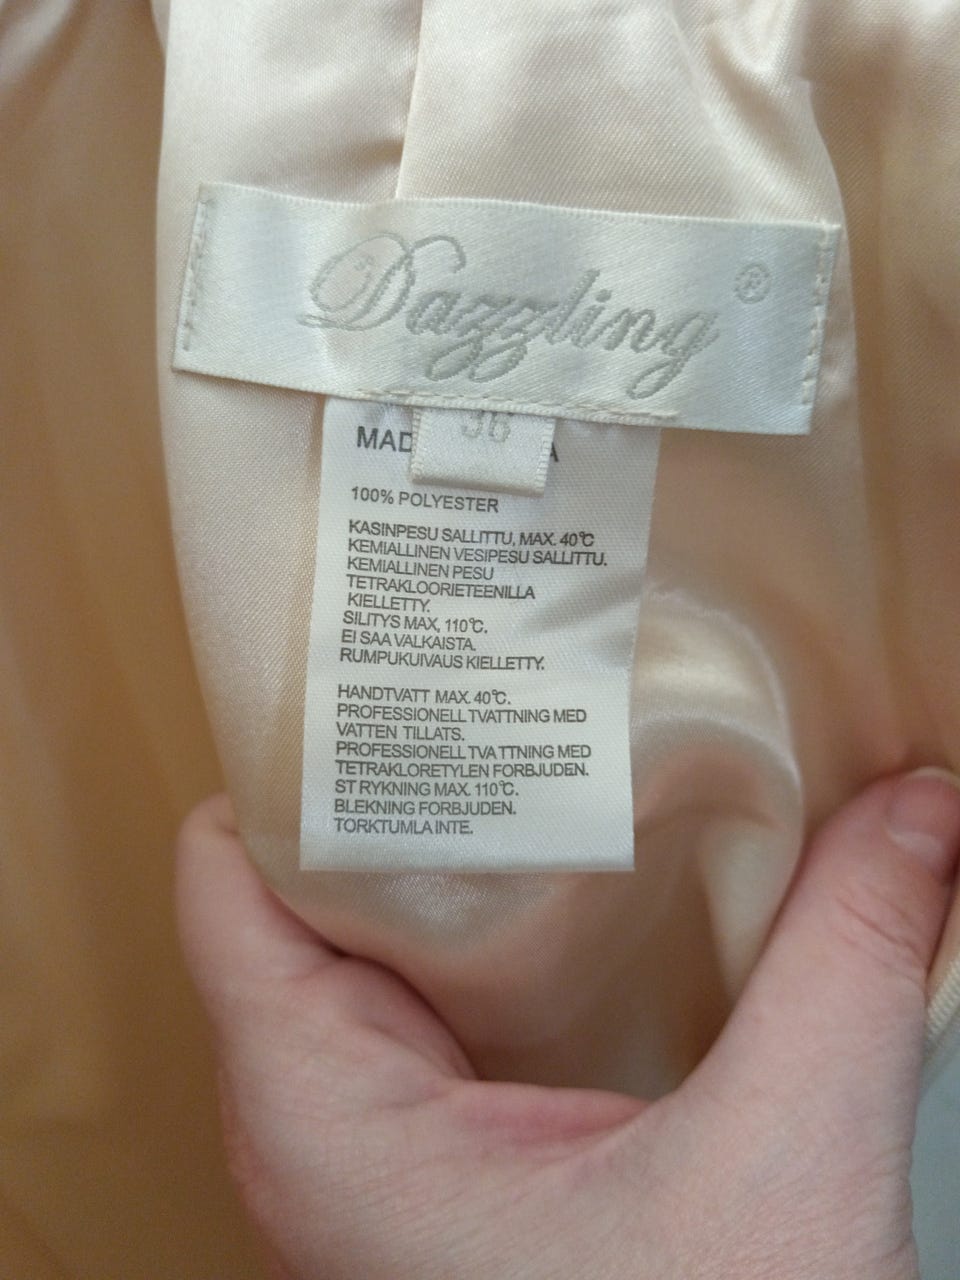 Dazzling ®
36
MAD
A
100% POLYESTER
KASINPESU SALLITTU, MAX. 40℃
KEMIALLINEN VESIPESU SALLITTU.
KEMIALLINEN PESU
TETRAKLOORIETEENILLA
KIELLETTY.
SILITYS MAX, 110℃.
EI SAA VALKAISTA.
RUMPUKUIVAUS KIELLETTY.
HANDTVATT MAX. 40℃.
PROFESSIONELL TVATTNING MED
VATTEN TILLATS.
PROFESSIONELL TVATTNING MED
TETRAKLORETYLEN FORBJUDEN.
ST RYKNING MAX. 110℃.
BLEKNING FORBJUDEN.
TORKTUMLA INTE.